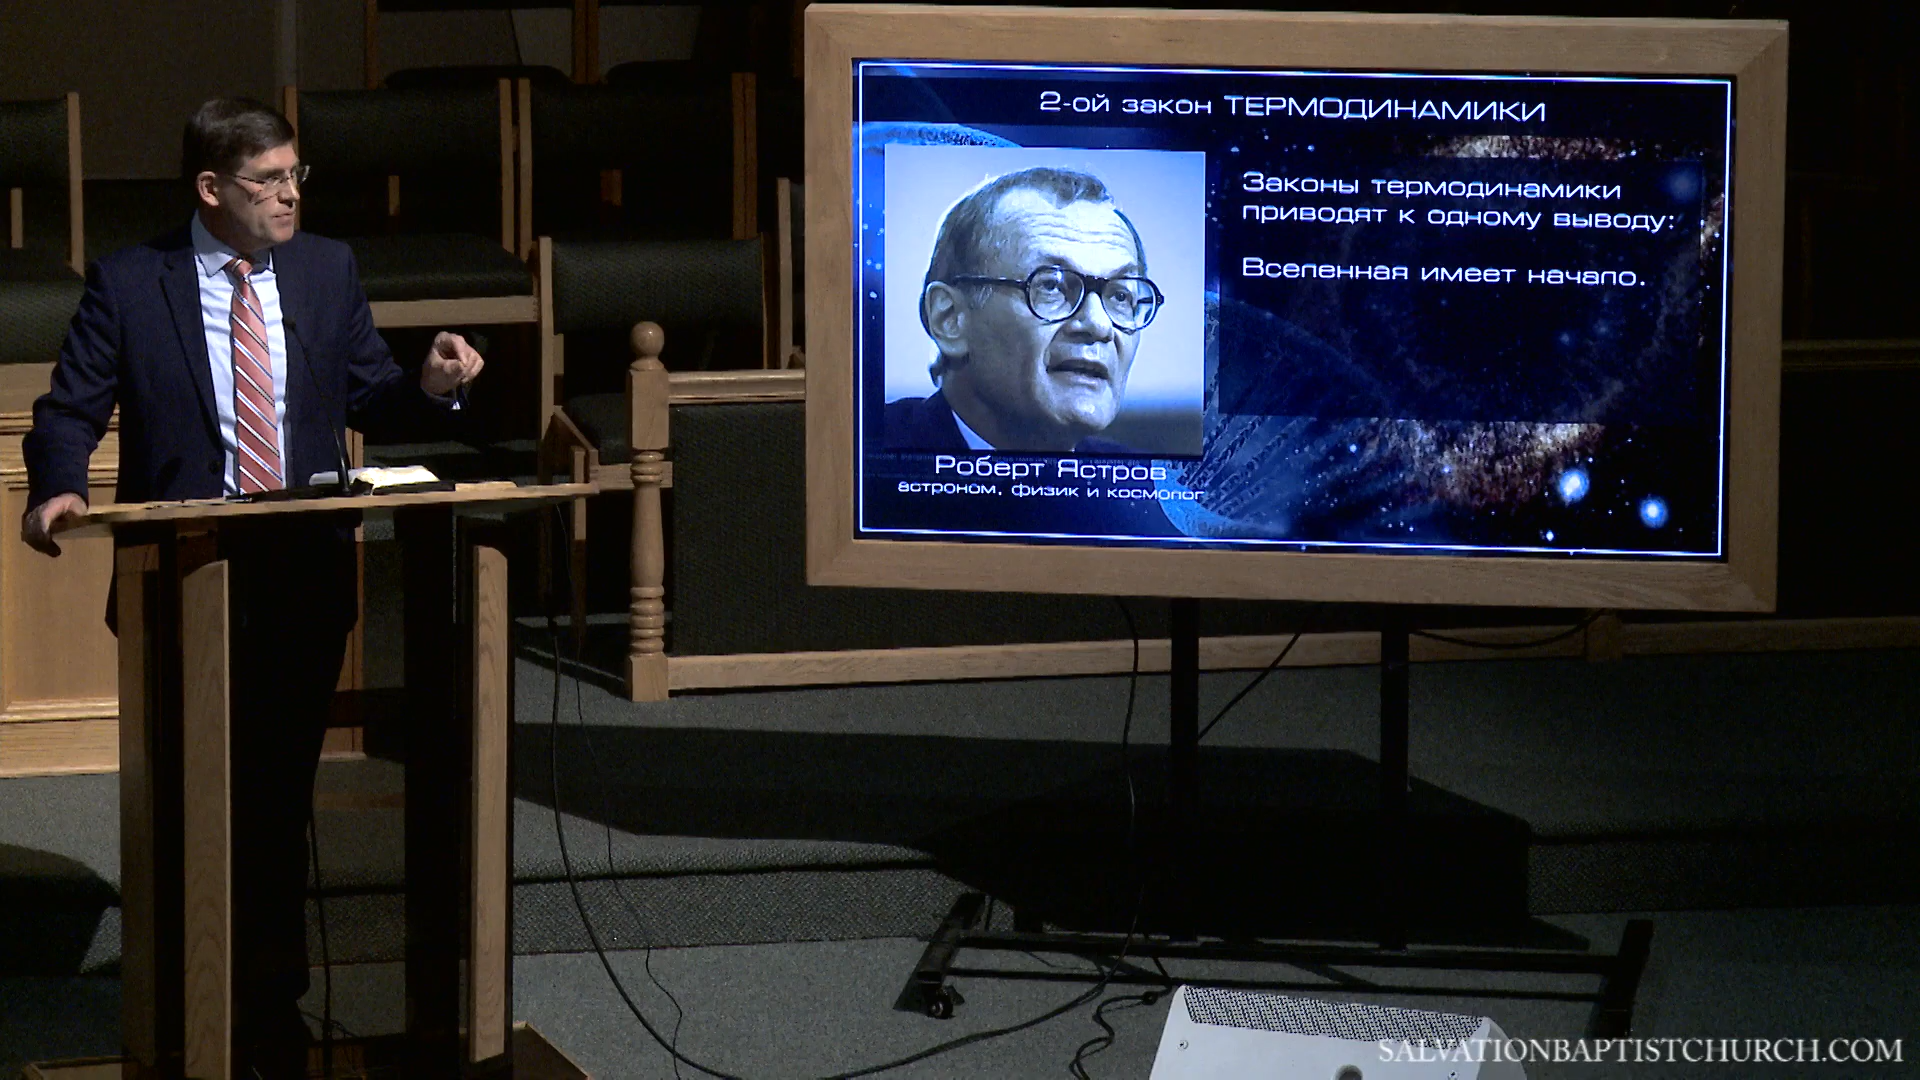 2-ой закон ТЕРМОДИНАМИКИ
Законы термодинамики
приводят к одному выводу:
Вселенная имеет начало.
Роберт Ястров
астроном, физик и космолог
SALVATIONBAPTISTCHURCH.COM